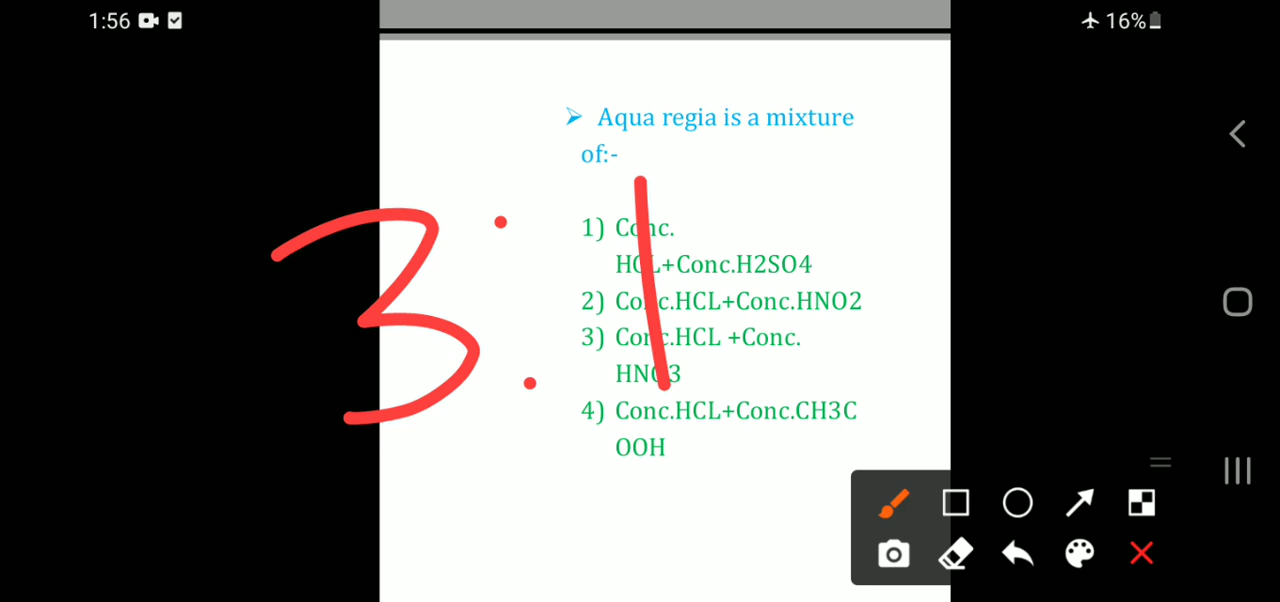 1:56
16%
➤ Aqua regia is a mixture
of:-
3:1
1) Conc.
HCL+Conc.H2SO4
2) Conc.HCL+Conc.HNO2
3) Conc.HCL +Conc.
HNO3
4) Conc.HCL+Conc.CH3C
OOH